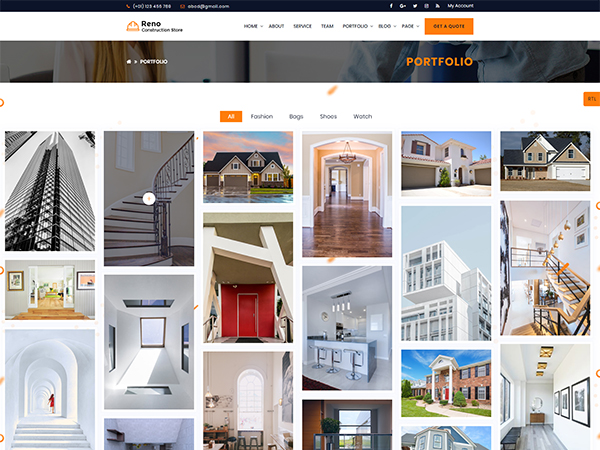 (+01) 123 456 789 abcd@gmail.com My Account
Reno
Construction Store
HOME ABOUT SERVICE TEAM PORTFOLIO BLOG PAGE GET A QUOTE
» PORTFOLIO PORTFOLIO
RTL
All Fashion Bags Shoes Watch